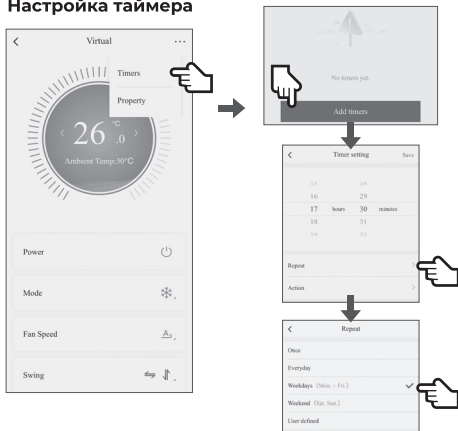 Настройка таймера
Virtual
Timers
Property
26 .0 °C
Ambient Temp:30°C
Power
Mode
Fan Speed
Swing
No timers yet.
Add timers
Timer setting Save
16 29
17 hours 30 minutes
18 31
Repeat
Action
Repeat
Once
Everyday
Weekdays (Mon. - Fri.)
Weekend (Sat. Sun.)
User defined